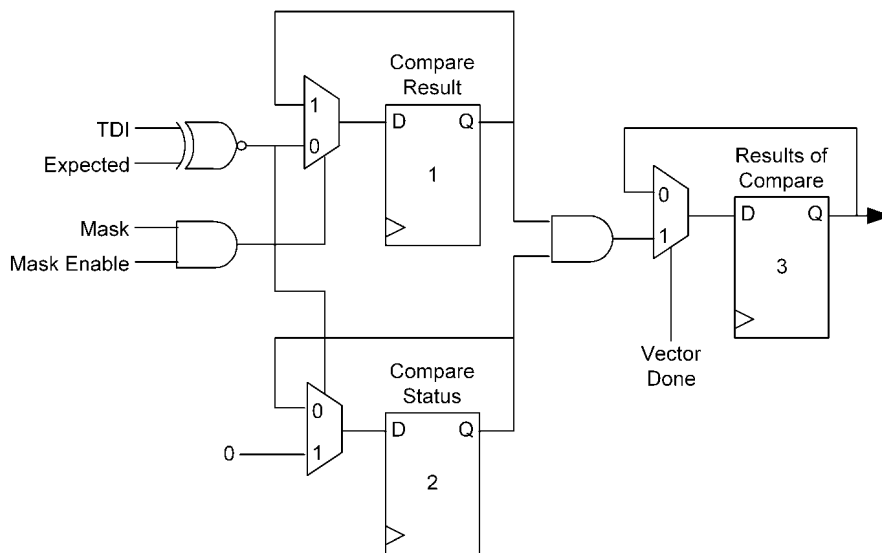 Compare
Result
1
D Q
TDI
0
Expected
1
Mask
Mask Enable
Results of
Compare
0
D Q
1
3
Vector
Done
Compare
Status
0
D Q
0
1
2